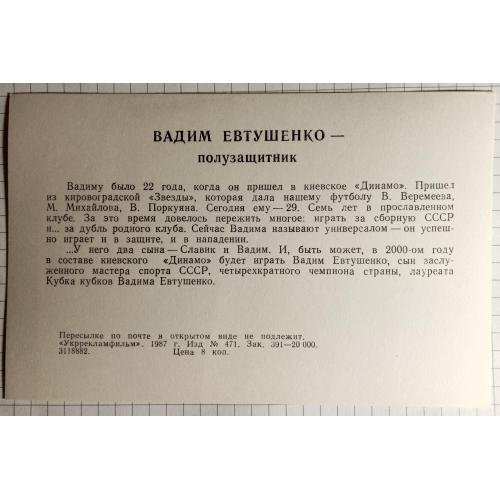 ВАДИМ ЕВТУШЕНКО —
полузащитник
Вадиму было 22 года, когда он пришел в киевское «Динамо». Пришел
из кировоградской «Звезды», которая дала нашему футболу В. Веремеева,
М. Михайлова, В. Поркуяна. Сегодня ему — 29. Семь лет в прославленном
клубе. За это время довелось пережить многое: играть за сборную СССР
и... за дубль родного клуба. Сейчас Вадима называют универсалом — он успеш-
но играет и в защите, и в нападении.
...У него два сына — Славик и Вадим. И, быть может, в 2000-ом году
в составе киевского «Динамо» будет играть Вадим Евтушенко, сын заслу-
женного мастера спорта СССР, четырехкратного чемпиона страны, лауреата
Кубка кубков Вадима Евтушенко.
Пересылке по почте в открытом виде не подлежит.
«Укррекламфильм». 1987 г. Изд № 471. Зак. 391—20 000.
3118882. Цена 8 коп.